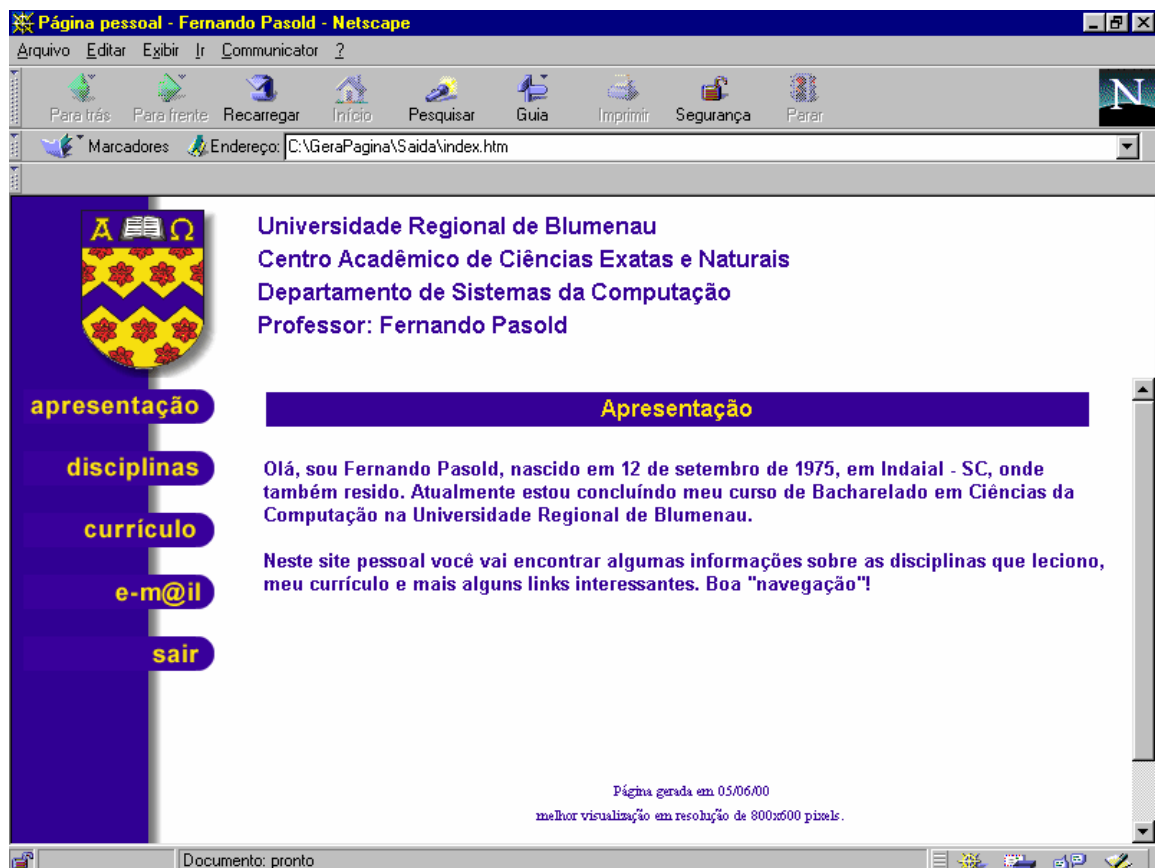 Página pessoal - Fernando Pasold - Netscape
Arquivo Editar Exibir Ir Communicator ?
Para trás Para frente Recarregar Início Pesquisar Guia Imprimir Segurança Parar
N
Marcadores Endereço: C:\GeraPagina\Saida\index.htm
Α Ω
Universidade Regional de Blumenau
Centro Acadêmico de Ciências Exatas e Naturais
Departamento de Sistemas da Computação
Professor: Fernando Pasold
apresentação
disciplinas
currículo
e-m@il
sair
Apresentação
Olá, sou Fernando Pasold, nascido em 12 de setembro de 1975, em Indaial - SC, onde
também resido. Atualmente estou concluíndo meu curso de Bacharelado em Ciências da
Computação na Universidade Regional de Blumenau.
Neste site pessoal você vai encontrar algumas informações sobre as disciplinas que leciono,
meu currículo e mais alguns links interessantes. Boa "navegação"!
Página gerada em 05/06/00
melhor visualização em resolução de 800x600 pixels.
Documento: pronto